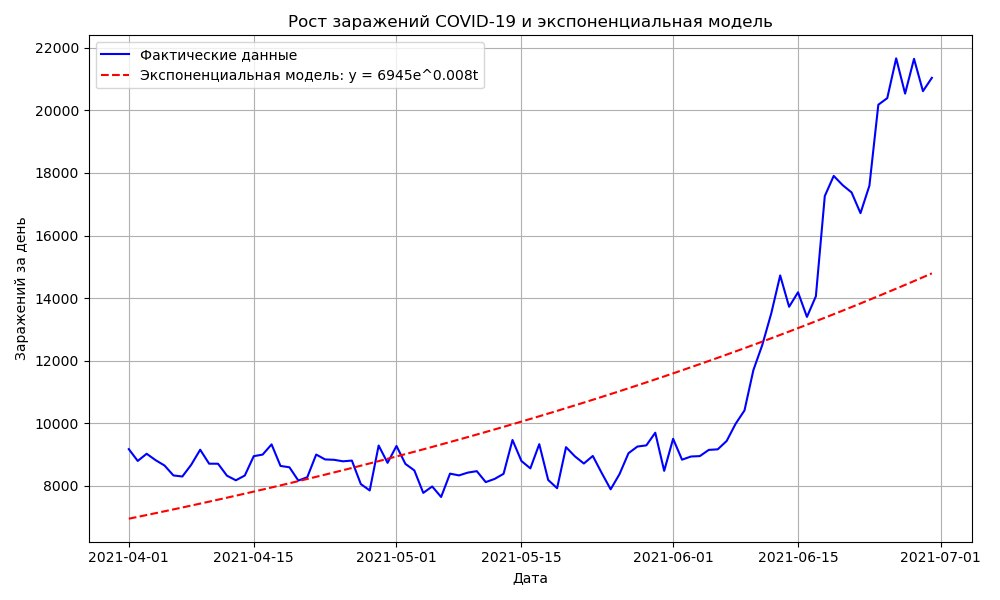 Рост заражений COVID-19 и экспоненциальная модель
Фактические данные
Экспоненциальная модель: y = 6945e^0.008t
Заражений за день
22000
20000
18000
16000
14000
12000
10000
8000
2021-04-01 2021-04-15 2021-05-01 2021-05-15 2021-06-01 2021-06-15 2021-07-01
Дата